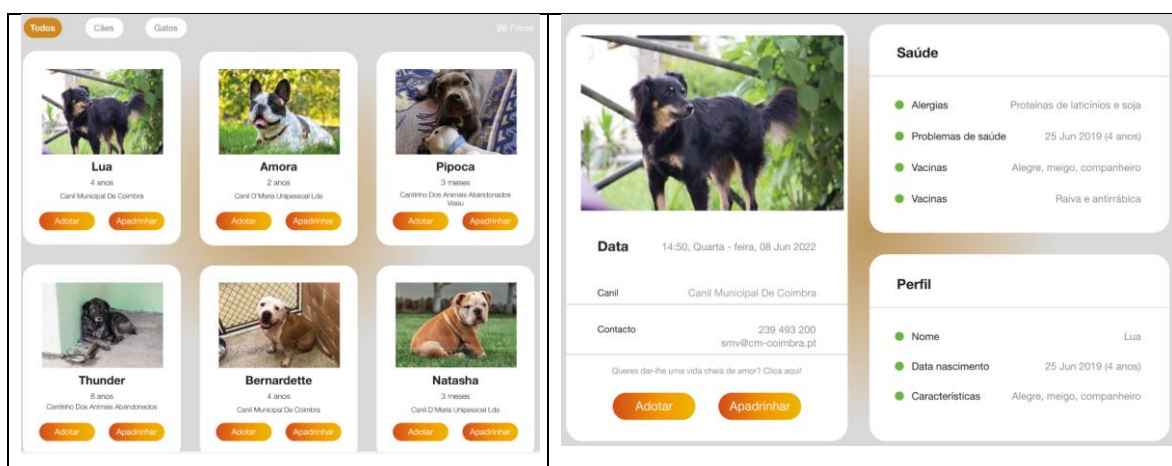 Todos Cães Gatos Filtros
Lua Amora Pipoca
4 anos 2 anos 3 meses
Canil Municipal De Coimbra Canil D'Maria Unipessoal Lda Cantinho Dos Animais Abandonados
Viseu
Adotar Apadrinhar Adotar Apadrinhar Adotar Apadrinhar
Thunder Bernardette Natasha
8 anos 4 anos 3 meses
Cantinho Dos Animais Abandonados Canil Municipal De Coimbra Canil D'Maria Unipessoal Lda
Adotar Apadrinhar Adotar Apadrinhar Adotar Apadrinhar
Data 14:50, Quarta - feira, 08 Jun 2022
Canil Canil Municipal De Coimbra
Contacto 239 493 200
smv@cm-coimbra.pt
Queres dar-lhe uma vida cheia de amor? Clica aqui!
Adotar Apadrinhar
Saúde
Alergias Proteínas de laticínios e soja
Problemas de saúde 25 Jun 2019 (4 anos)
Vacinas Alegre, meigo, companheiro
Vacinas Raiva e antirrábica
Perfil
Nome Lua
Data nascimento 25 Jun 2019 (4 anos)
Características Alegre, meigo, companheiro